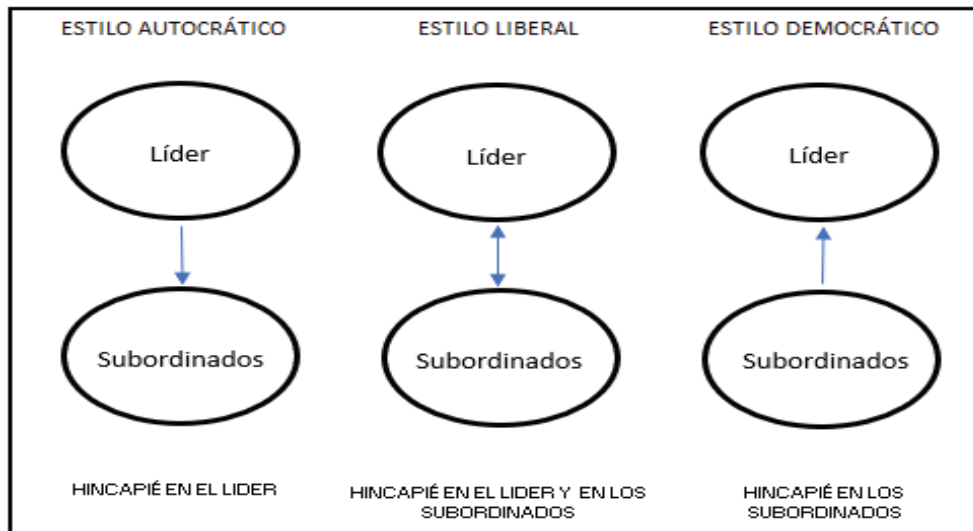 ESTILO AUTOCRÁTICO
ESTILO LIBERAL
ESTILO DEMOCRÁTICO
Líder
Líder
Líder
Subordinados
Subordinados
Subordinados
HINCAPIÉ EN EL LIDER
HINCAPIÉ EN EL LIDER Y EN LOS
SUBORDINADOS
HINCAPIÉ EN LOS
SUBORDINADOS